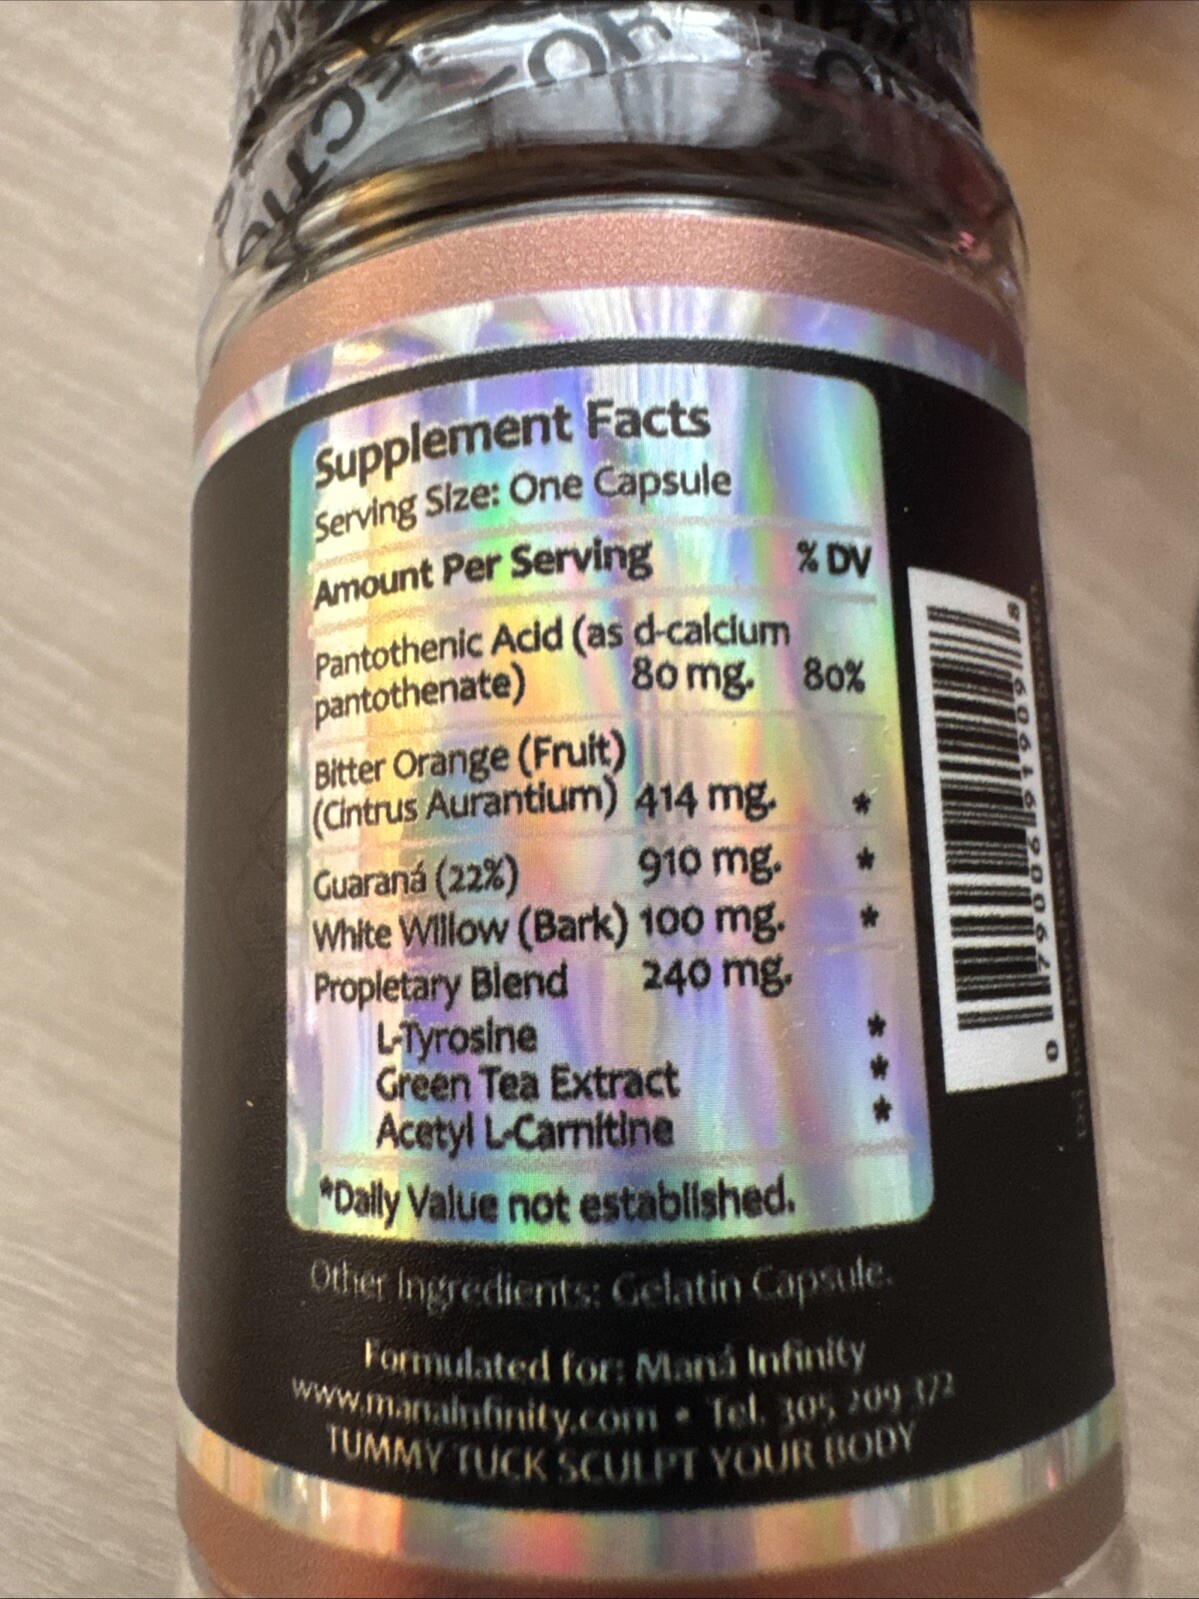 Supplement Facts
Serving Size: One Capsule
Amount Per Serving % DV
Pantothenic Acid (as d-calcium
pantothenate) 80 mg. 80%
Bitter Orange (Fruit)
(Cintrus Aurantium) 414 mg. *
Guaraná (22%) 910 mg. *
White Willow (Bark) 100 mg. *
Propietary Blend 240 mg.
L-Tyrosine *
Green Tea Extract *
Acetyl L-Carnitine *
*Daily Value not established.
Other Ingredients: Gelatin Capsule.
Formulated for: Maná Infinity
www.manainfinity.com • Tel. 305 209 372
TUMMY TUCK SCULPT YOUR BODY